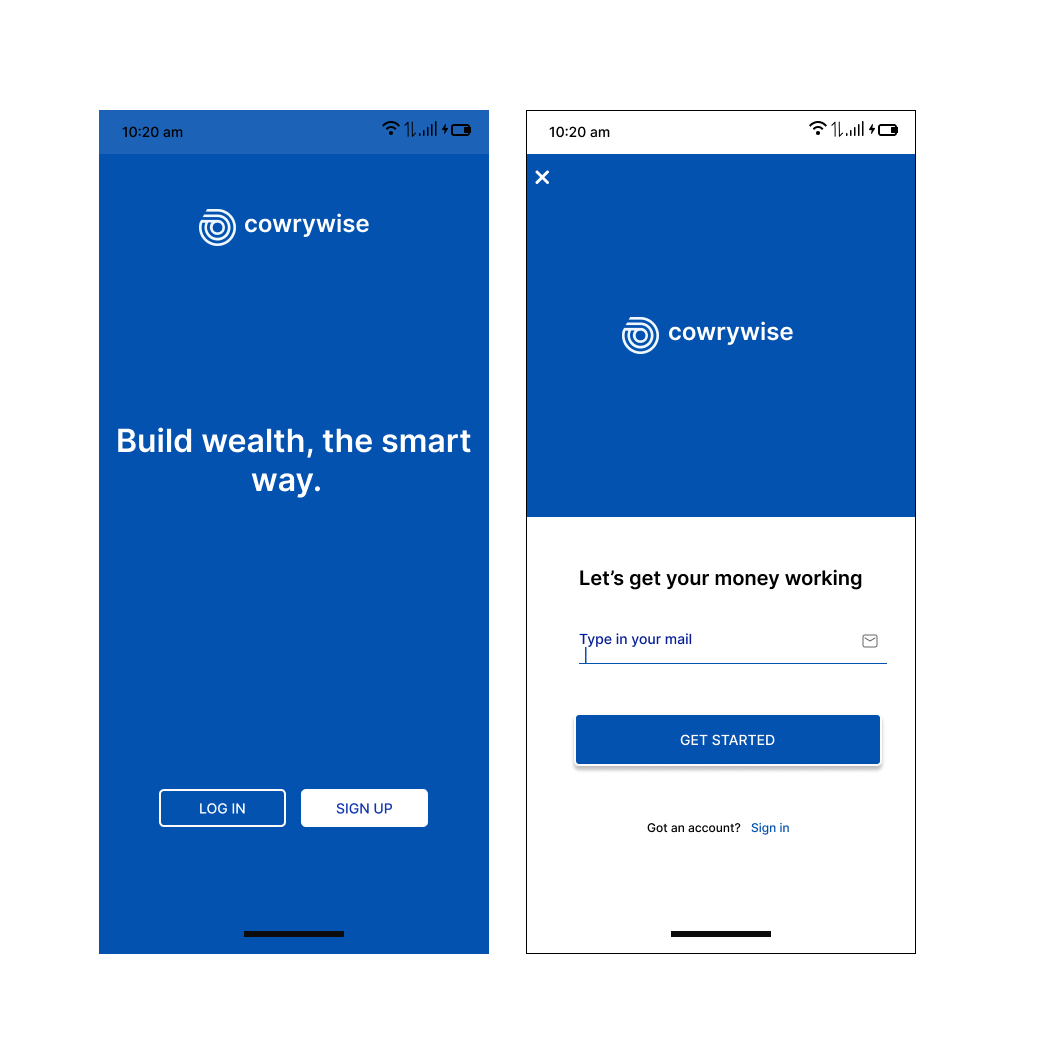 10:20 am
cowrywise
Build wealth, the smart
way.
LOG IN
SIGN UP
10:20 am
cowrywise
Let’s get your money working
Type in your mail
GET STARTED
Got an account? Sign in